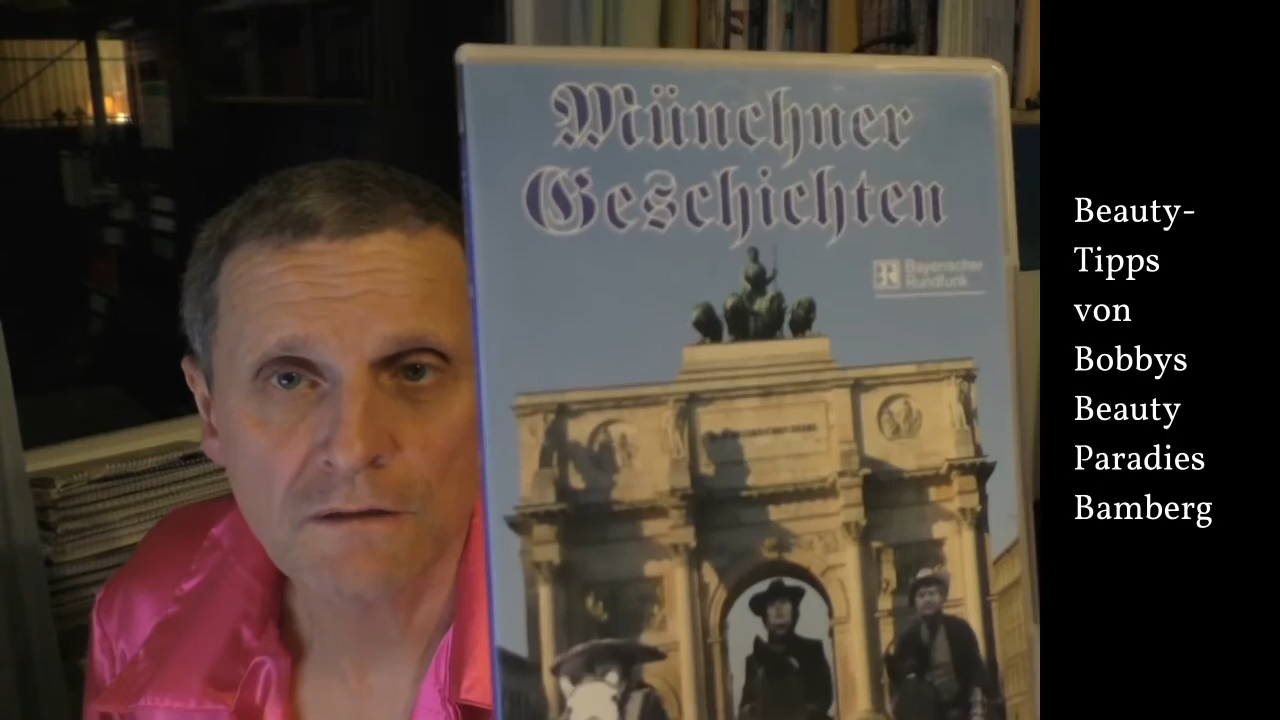 Münchner
Geschichten
Bayerischer
Rundfunk
Beauty-
Tipps
von
Bobbys
Beauty
Paradies
Bamberg